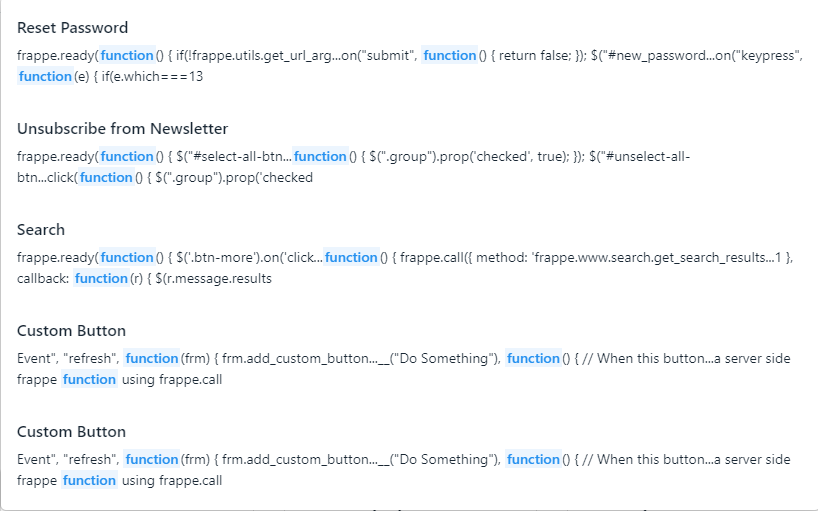 Reset Password
frappe.ready(function() { if(!frappe.utils.get_url_arg...on("submit", function() { return false; }); $("#new_password...on("keypress",
function(e) { if(e.which===13
Unsubscribe from Newsletter
frappe.ready(function() { $("#select-all-btn...function() { $(".group").prop('checked', true); }); $("#unselect-all-
btn...click(function() { $(".group").prop('checked
Search
frappe.ready(function() { $('.btn-more').on('click...function() { frappe.call({ method: 'frappe.www.search.get_search_results...1 },
callback: function(r) { $(r.message.results
Custom Button
Event", "refresh", function(frm) { frm.add_custom_button...__("Do Something"), function() { // When this button...a server side
frappe function using frappe.call
Custom Button
Event", "refresh", function(frm) { frm.add_custom_button...__("Do Something"), function() { // When this button...a server side
frappe function using frappe.call